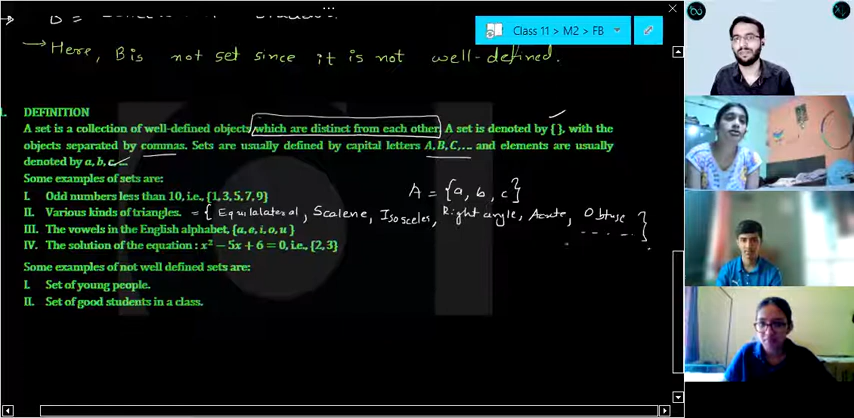 Class 11 > M2 > FB
→ Here, B is not set since it is not well-defined.
DEFINITION
A set is a collection of well-defined objects which are distinct from each other. A set is denoted by { }, with the
objects separated by commas. Sets are usually defined by capital letters A, B, C,... and elements are usually
denoted by a, b, c
Some examples of sets are:
I. Odd numbers less than 10, i.e., {1, 3, 5, 7, 9}
A = {a, b, c}
II. Various kinds of triangles. = { Equilalateral, Scalene, Isosceles, Right angle, Acute, Obtuse ...... }
III. The vowels in the English alphabet, {a, e, i, o, u }
IV. The solution of the equation : x² − 5x + 6 = 0, i.e., {2, 3}
Some examples of not well defined sets are:
I. Set of young people.
II. Set of good students in a class.